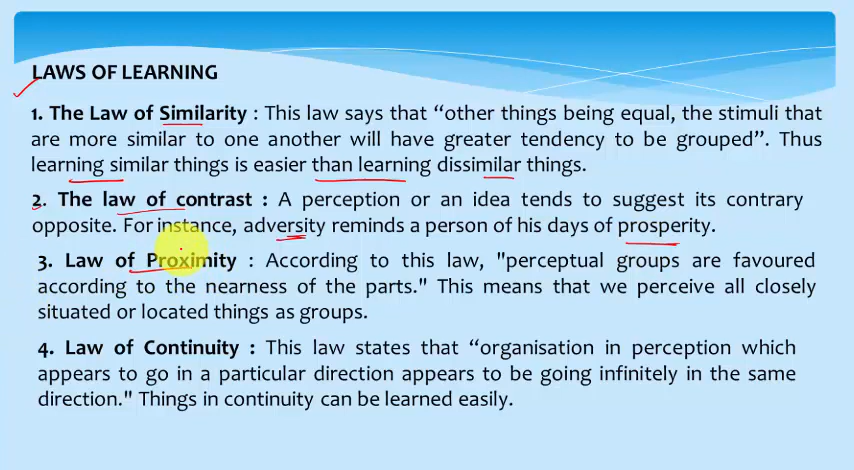 LAWS OF LEARNING
1. The Law of Similarity : This law says that “other things being equal, the stimuli that
are more similar to one another will have greater tendency to be grouped”. Thus
learning similar things is easier than learning dissimilar things.
2. The law of contrast : A perception or an idea tends to suggest its contrary
opposite. For instance, adversity reminds a person of his days of prosperity.
3. Law of Proximity : According to this law, "perceptual groups are favoured
according to the nearness of the parts." This means that we perceive all closely
situated or located things as groups.
4. Law of Continuity : This law states that “organisation in perception which
appears to go in a particular direction appears to be going infinitely in the same
direction." Things in continuity can be learned easily.